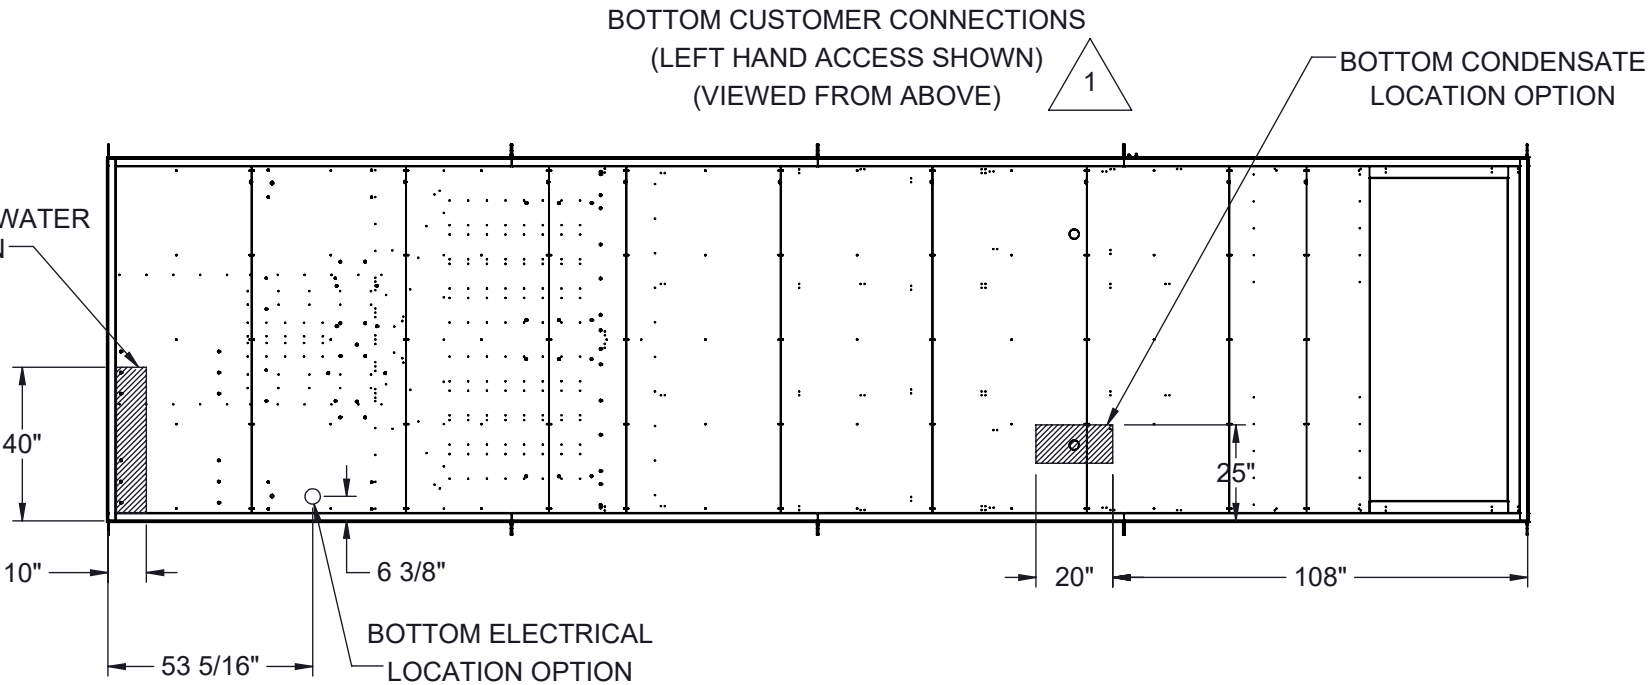 BOTTOM CUSTOMER CONNECTIONS
(LEFT HAND ACCESS SHOWN)
(VIEWED FROM ABOVE)
1
BOTTOM CONDENSATE
LOCATION OPTION
WATER
N
40"
25"
10"
6 3/8"
20"
108"
53 5/16"
BOTTOM ELECTRICAL
LOCATION OPTION